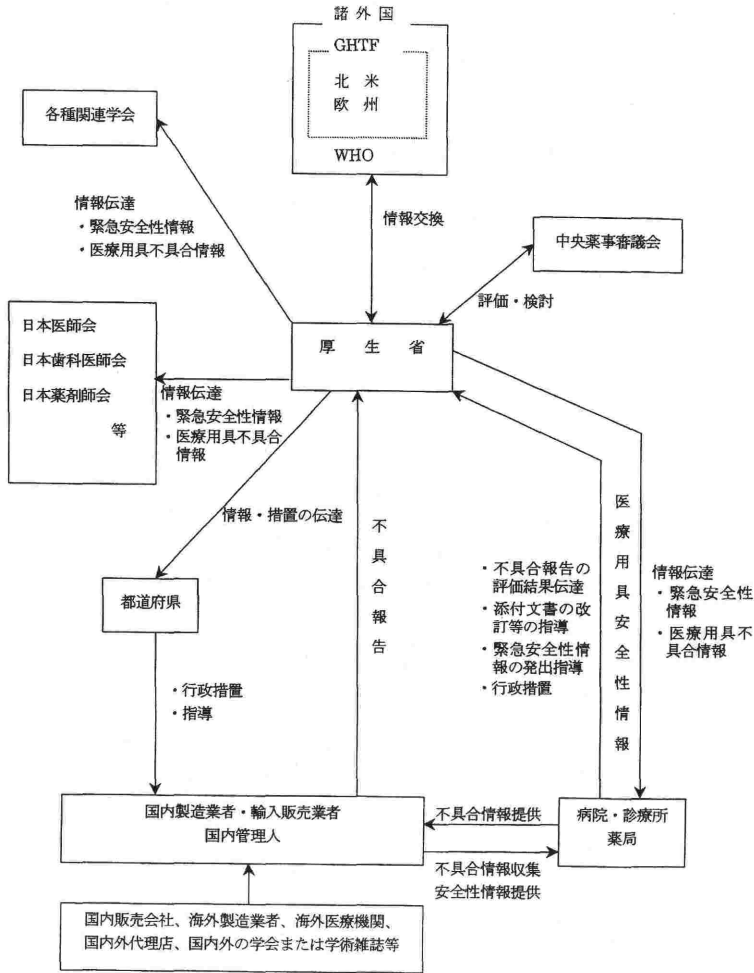 諸外国
GHTF
北米
欧州
WHO
各種関連学会
情報伝達
・緊急安全性情報
・医療用具不具合情報
情報交換
中央薬事審議会
評価・検討
厚生省
日本医師会
日本歯科医師会
日本薬剤師会
等
情報伝達
・緊急安全性情報
・医療用具不具合
情報
情報・措置の伝達
不具合報告
医療用具安全性情報
・不具合報告の
評価結果伝達
・添付文書の改
訂等の指導
・緊急安全性情
報の発出指導
・行政措置
情報伝達
・緊急安全性
情報
・医療用具不
具合情報
都道府県
・行政措置
・指導
国内製造業者・輸入販売業者
国内管理人
不具合情報提供
不具合情報収集
安全性情報提供
病院・診療所
薬局
国内販売会社、海外製造業者、海外医療機関、
国内外代理店、国内外の学会または学術雑誌等